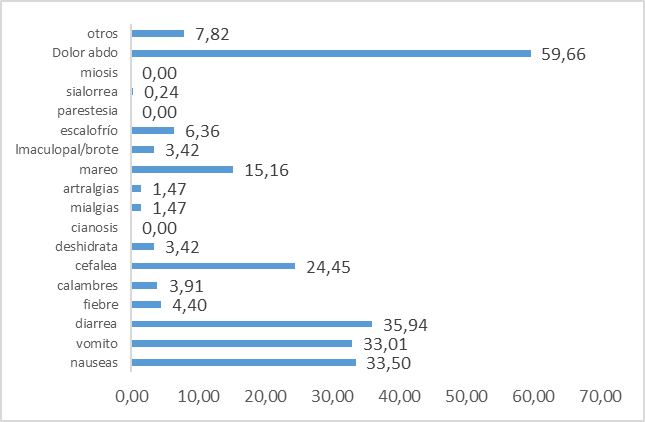 otros 7,82
Dolor abdo 59,66
miosis 0,00
sialorrea 0,24
parestesia 0,00
escalofrío 6,36
lmaculopal/brote 3,42
mareo 15,16
artralgias 1,47
mialgias 1,47
cianosis 0,00
deshidrata 3,42
cefalea 24,45
calambres 3,91
fiebre 4,40
diarrea 35,94
vomito 33,01
nauseas 33,50
0,00 10,00 20,00 30,00 40,00 50,00 60,00 70,00